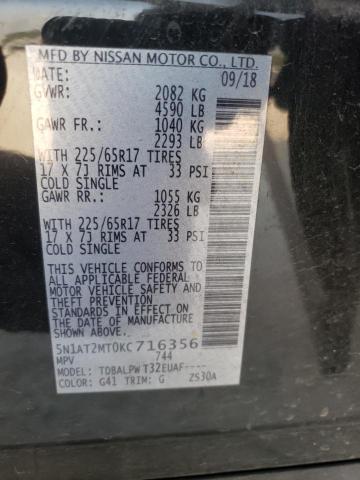 MFD BY NISSAN MOTOR CO., LTD.
DATE: 09/18
GVWR: 2082 KG
4590 LB
GAWR FR.: 1040 KG
2293 LB
WITH 225/65R17 TIRES
17 X 7J RIMS AT 33 PSI
COLD SINGLE
GAWR RR.: 1055 KG
2326 LB
WITH 225/65R17 TIRES
17 X 7J RIMS AT 33 PSI
COLD SINGLE
THIS VEHICLE CONFORMS TO
ALL APPLICABLE FEDERAL
MOTOR VEHICLE SAFETY
STANDARDS IN EFFECT ON
THE DATE OF MANUFACTURE
SHOWN ABOVE.
5N1AT2MT0KC716356
MPV 744
MODEL: TDBALPWT32EUAF----
COLOR: G41 TRIM: G ZS30A